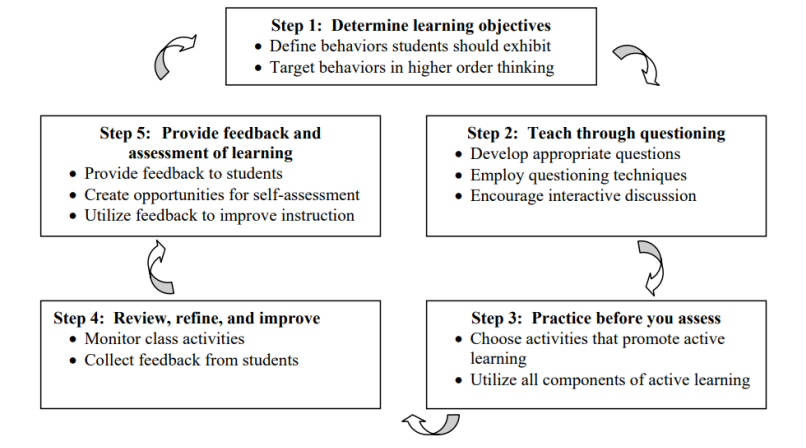 Step 1: Determine learning objectives
• Define behaviors students should exhibit
• Target behaviors in higher order thinking
Step 2: Teach through questioning
• Develop appropriate questions
• Employ questioning techniques
• Encourage interactive discussion
Step 3: Practice before you assess
• Choose activities that promote active
learning
• Utilize all components of active learning
Step 4: Review, refine, and improve
• Monitor class activities
• Collect feedback from students
Step 5: Provide feedback and
assessment of learning
• Provide feedback to students
• Create opportunities for self-assessment
• Utilize feedback to improve instruction